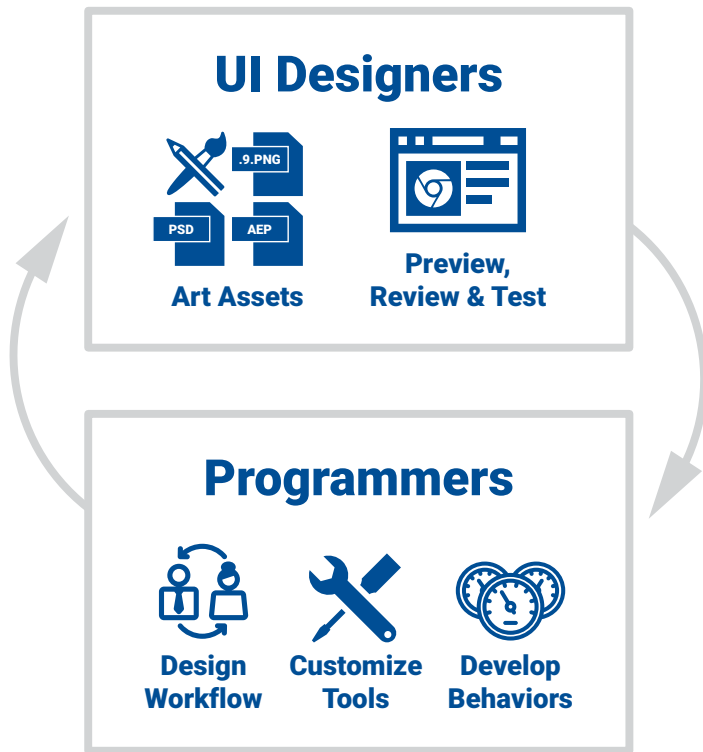 UI Designers
.9.PNG
PSD
AEP
Art Assets
Preview,
Review & Test
Programmers
Design
Workflow
Customize
Tools
Develop
Behaviors